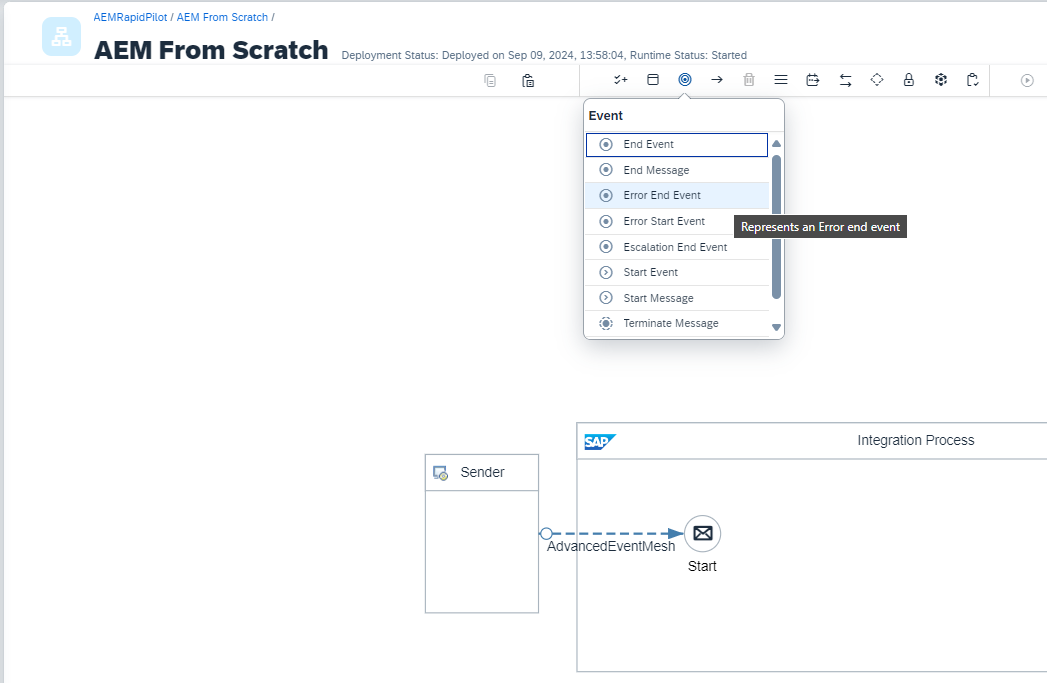 AEMRapidPilot / AEM From Scratch /
AEM From Scratch Deployment Status: Deployed on Sep 09, 2024, 13:58:04, Runtime Status: Started
Event
End Event
End Message
Error End Event
Error Start Event
Represents an Error end event
Escalation End Event
Start Event
Start Message
Terminate Message
SAP Integration Process
Sender
AdvancedEventMesh
Start